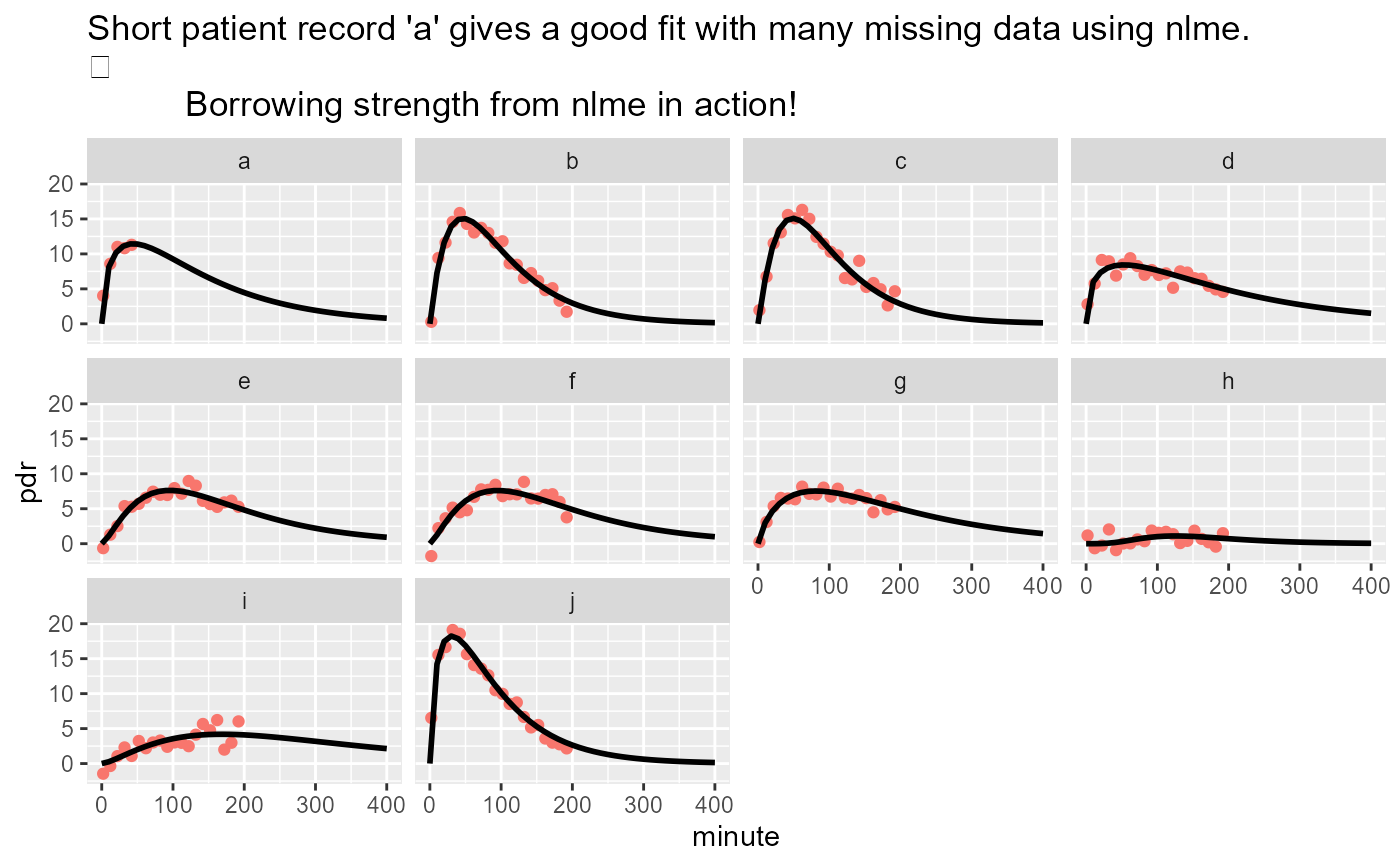 Short patient record 'a' gives a good fit with many missing data using nlme.
Borrowing strength from nlme in action!
a b c d
20
15
10
5
0
e f g h
20
15
10
5
0
0 100 200 300 400 0 100 200 300 400
i j
20
15
10
5
0
0 100 200 300 400 0 100 200 300 400
pdr
minute